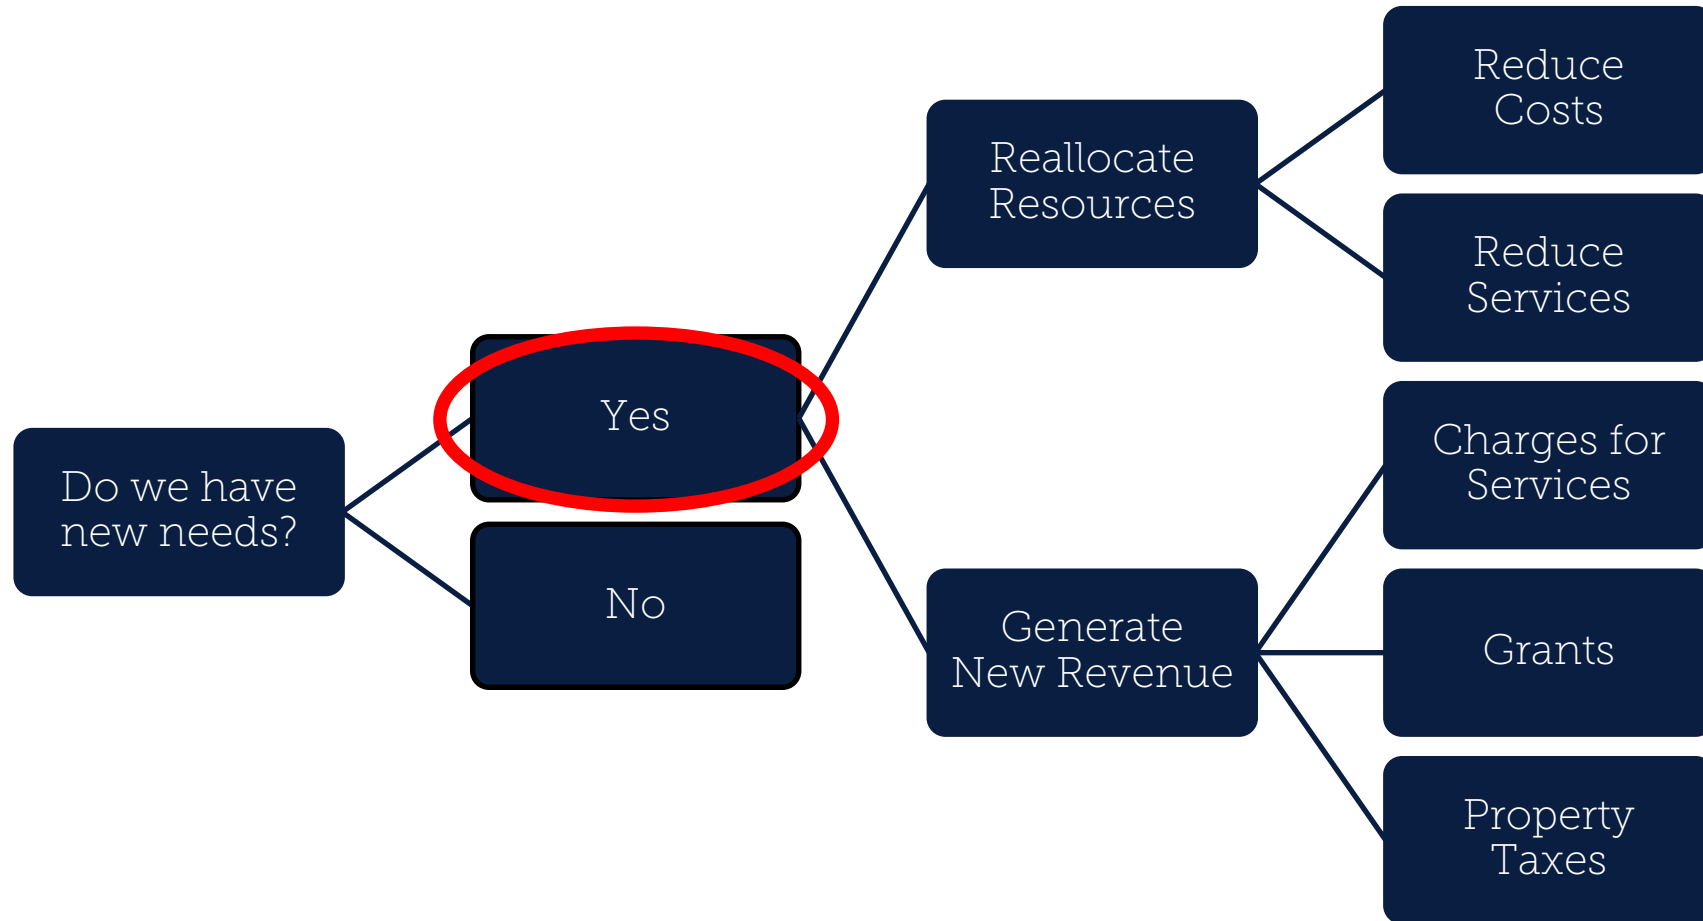 Do we have
new needs?
Yes
No
Reallocate
Resources
Generate
New Revenue
Reduce
Costs
Reduce
Services
Charges for
Services
Grants
Property
Taxes